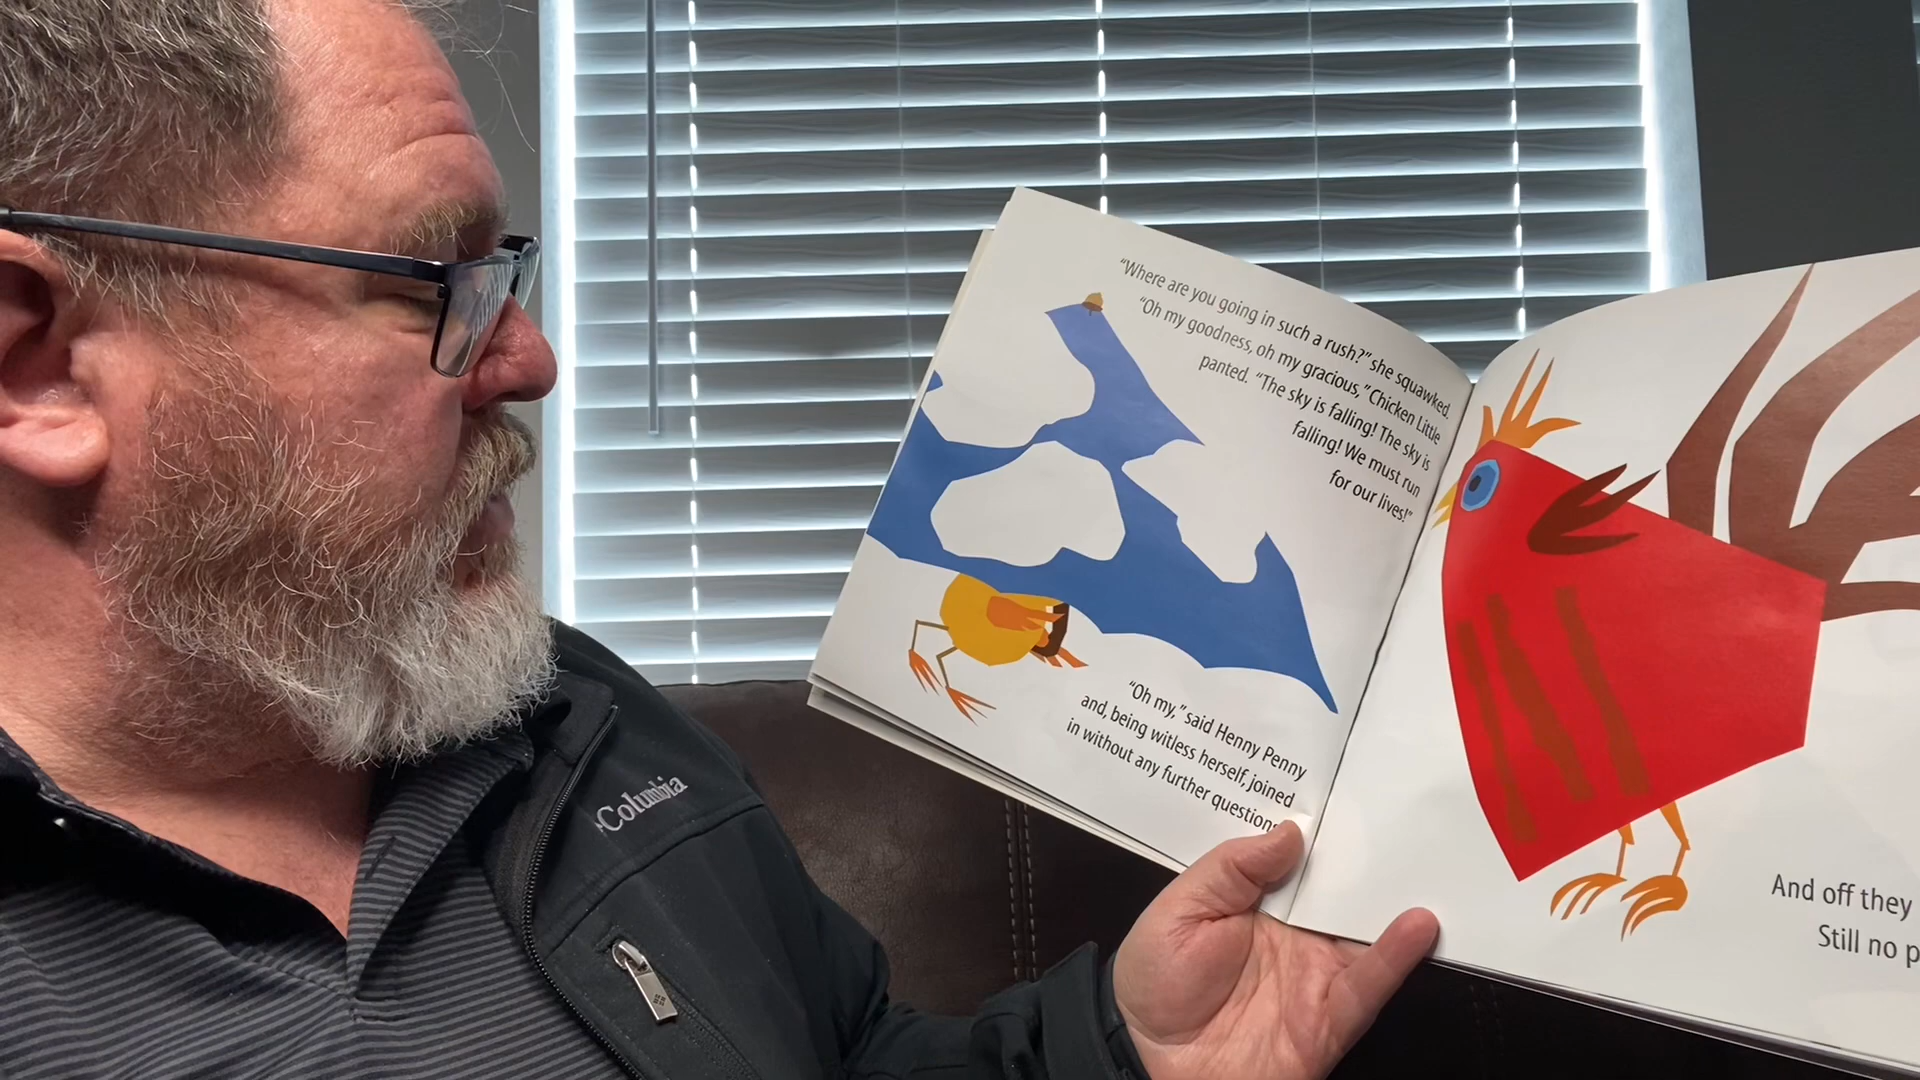 "Where are you going in such a rush?" she squawked.
"Oh my goodness, oh my gracious," Chicken Little
panted. "The sky is falling! The sky is
falling! We must run
for our lives!"
"Oh my," said Henny Penny
and, being witless herself, joined
in without any further questions
And off they
Still no p
Columbia